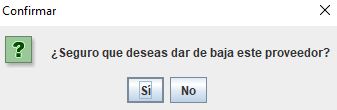 Confirmar
¿Seguro que deseas dar de baja este proveedor?
Sí No